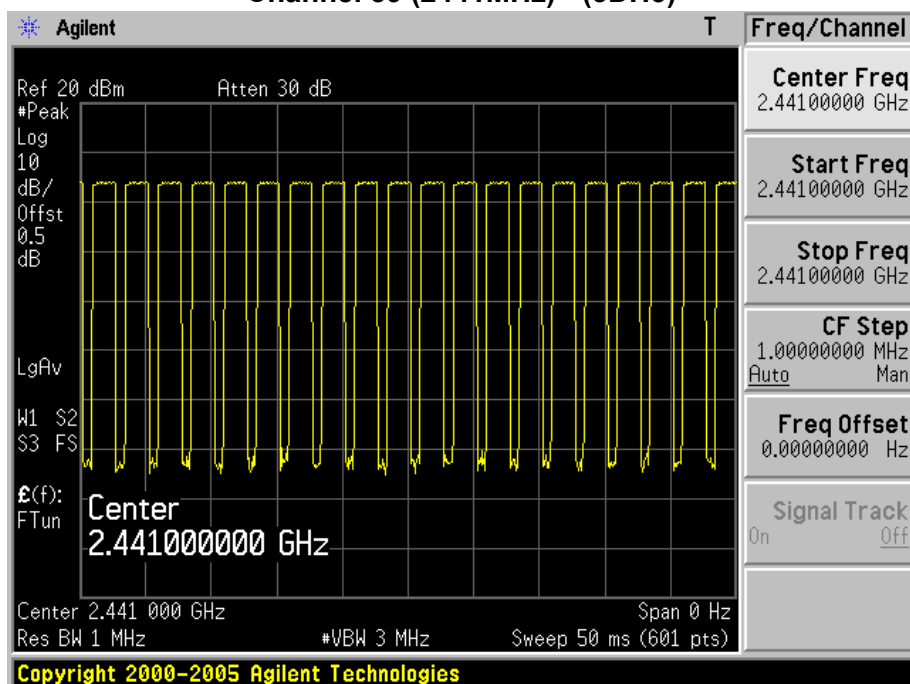 Agilent T Freq/Channel
Ref 20 dBm Atten 30 dB
#Peak
Log
10
dB/
Offst
0.5
dB
LgAv
W1 S2
S3 FS
£(f):
FTun
Center
2.441000000 GHz
Center 2.441 000 GHz Span 0 Hz
Res BW 1 MHz #VBW 3 MHz Sweep 50 ms (601 pts)
Center Freq
2.44100000 GHz
Start Freq
2.44100000 GHz
Stop Freq
2.44100000 GHz
CF Step
1.00000000 MHz
Auto Man
Freq Offset
0.00000000 Hz
Signal Track
On Off
Copyright 2000-2005 Agilent Technologies